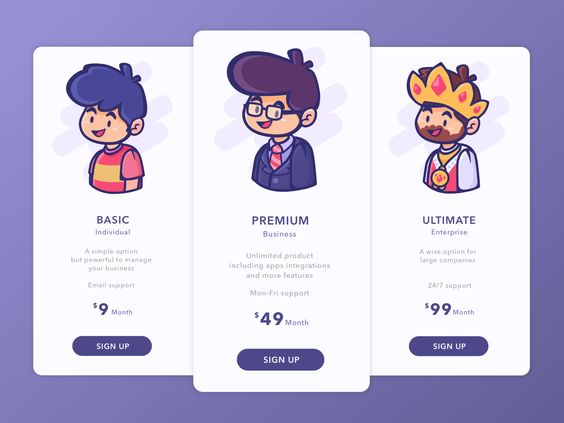 BASIC
Individual
A simple option
but powerful to manage
your business
Email support
$9 Month
SIGN UP
PREMIUM
Business
Unlimited product
including apps integrations
and more features
Mon-Fri support
$49 Month
SIGN UP
ULTIMATE
Enterprise
A wise option for
large companies
24/7 support
$99 Month
SIGN UP